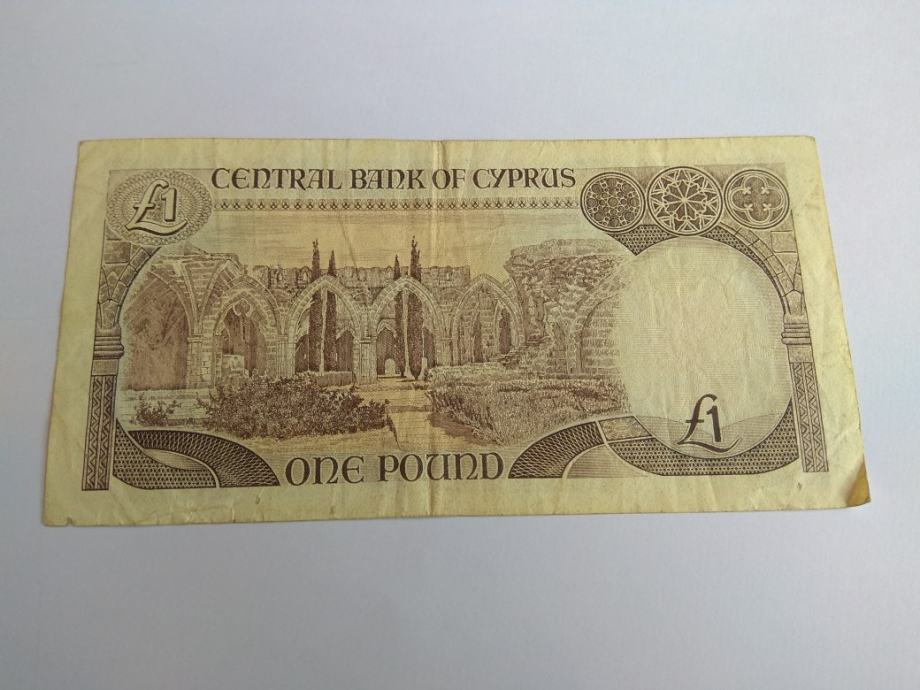 £1
CENTRAL BANK OF CYPRUS
£1
ONE POUND